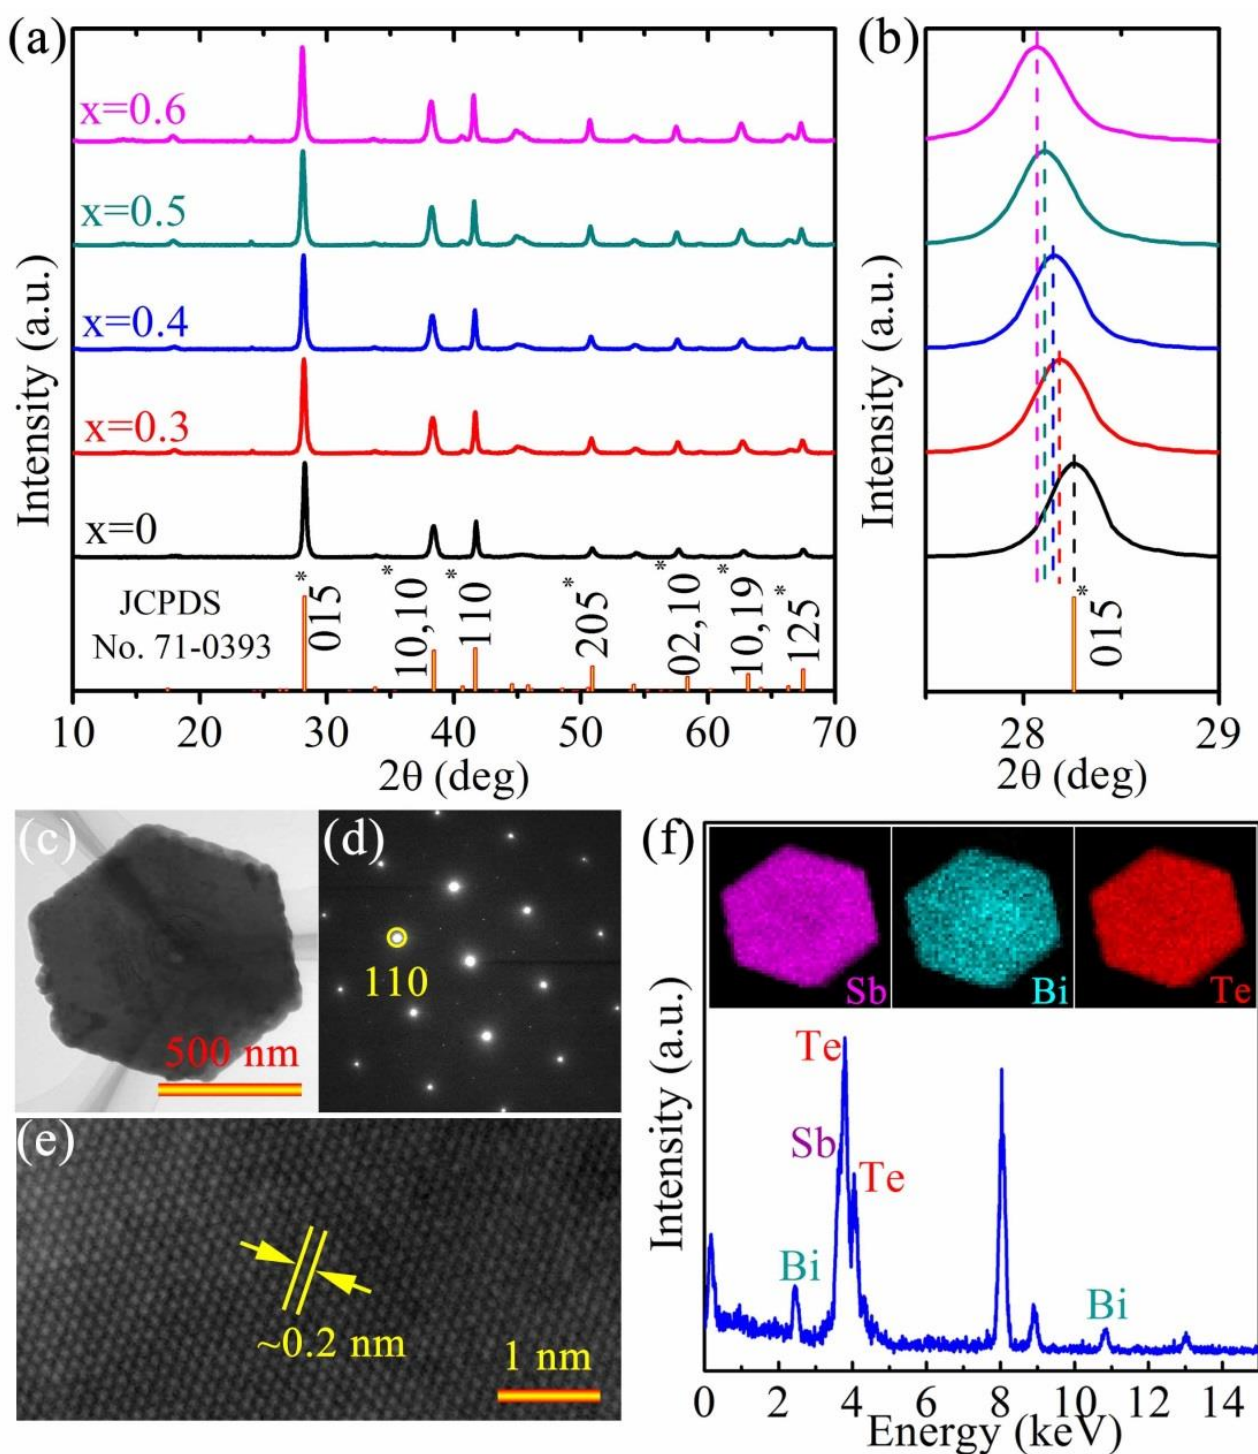 (a)
x=0.6
x=0.5
x=0.4
x=0.3
x=0
Intensity (a.u.)
JCPDS
No. 71-0393
* 015
* 10,10
* 110
* 205
* 02,10
* 10,19
* 125
10 20 30 40 50 60 70
2θ (deg)
(b)
Intensity (a.u.)
* 015
28 29
2θ (deg)
(c)
500 nm
(d)
110
(e)
~0.2 nm
1 nm
(f)
Sb
Bi
Te
Intensity (a.u.)
Te
Sb
Te
Bi
Bi
0 2 4 6 8 10 12 14
Energy (keV)